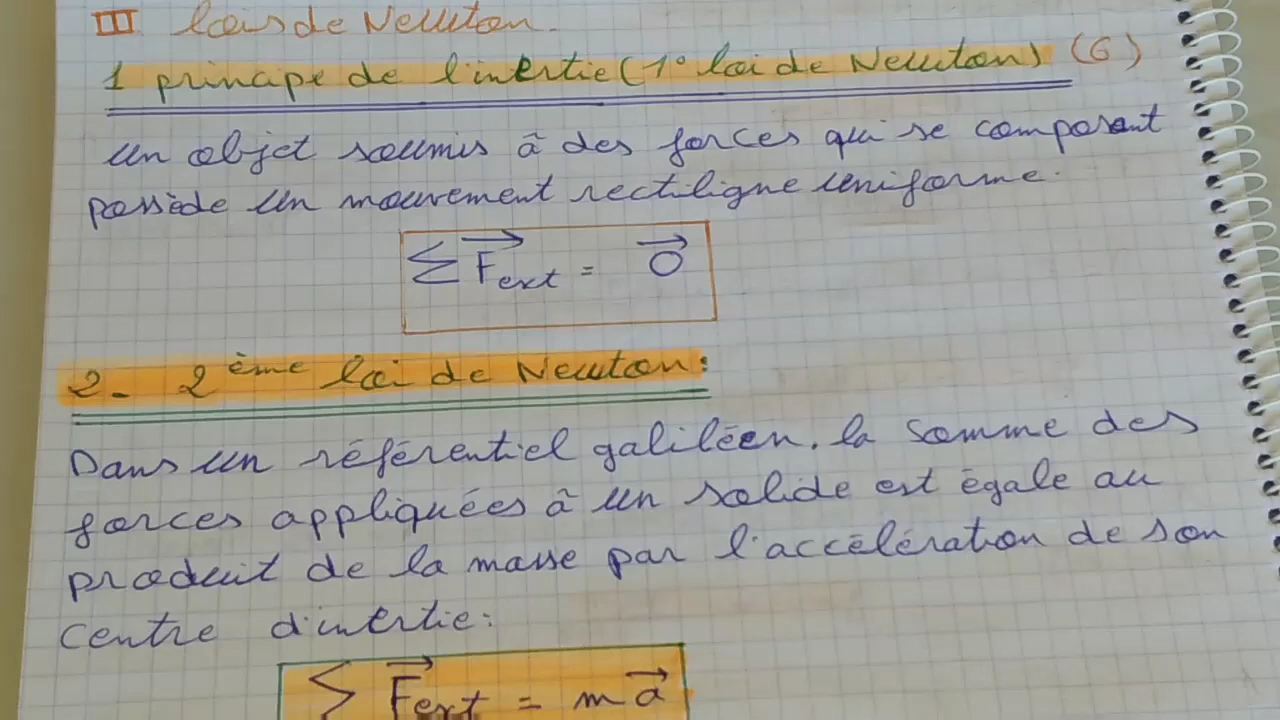 III lois de Newton.
1 principe de l'inertie (1° loi de Newton) (G)
un objet soumis à des forces qui se composent
possède un mouvement rectiligne uniforme.
∑ F⃗ext = 0⃗
2- 2ème loi de Newton:
Dans un référentiel galiléen. la somme des
forces appliquées à un solide est égale au
produit de la masse par l'accélération de son
centre d'inertie:
∑ F⃗ext = m a⃗